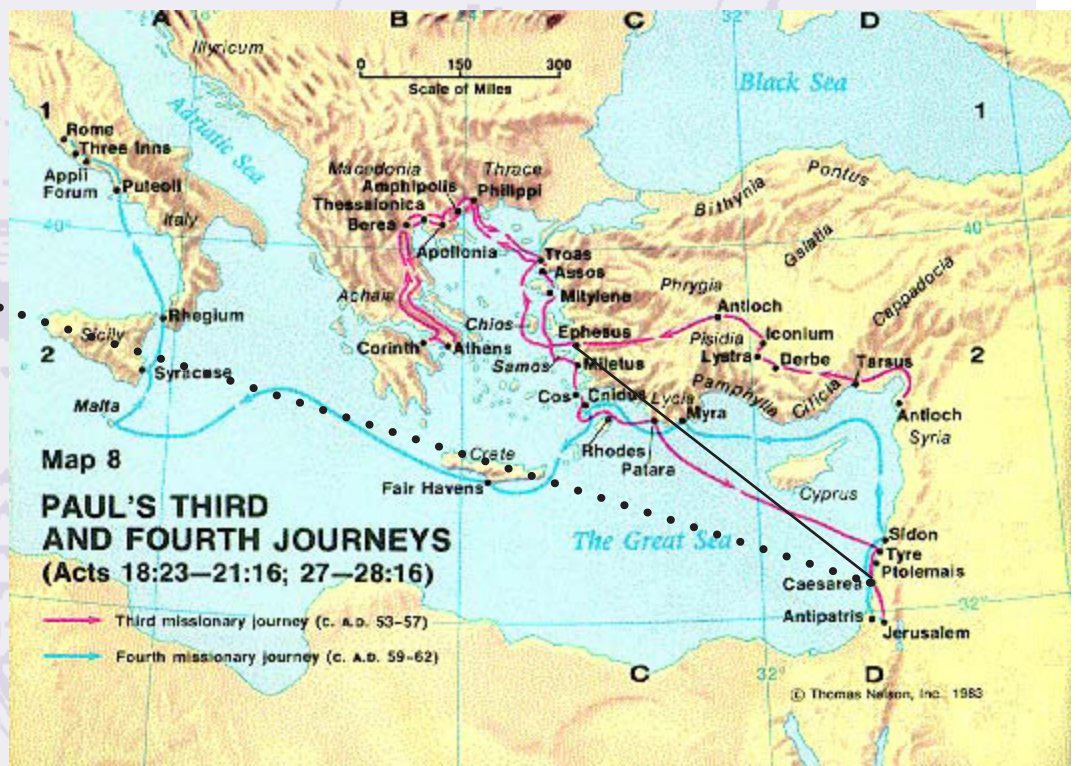 A
18°
B
24°
C
32°
D
Illyricum
0 150 300
Scale of Miles
Black Sea
1
1
Adriatic Sea
Rome
Three Inns
Appii
Forum
Puteoli
Italy
Macedonia
Thrace
Amphipolis
Philippi
Thessalonica
Berea
Apollonia
Pontus
Bithynia
Galatia
Cappadocia
40°
40°
Troas
Assos
Mitylene
Phrygia
Achaia
Antioch
Rhegium
Chios
Ephesus
Pisidia
Iconium
2
Sicily
Corinth
Athens
Lystra
Derbe
Tarsus
2
Syracuse
Samos
Miletus
Pamphylia
Cilicia
Malta
Cos
Cnidus
Lycia
Myra
Antioch
Syria
Rhodes
Patara
Map 8
Crete
Fair Havens
Cyprus
PAUL'S THIRD
AND FOURTH JOURNEYS
(Acts 18:23—21:16; 27—28:16)
The Great Sea
Sidon
Tyre
Ptolemais
Caesarea
32°
Antipatris
Jerusalem
Third missionary journey (c. A.D. 53–57)
Fourth missionary journey (c. A.D. 59–62)
C
32°
D
© Thomas Nelson, Inc., 1983